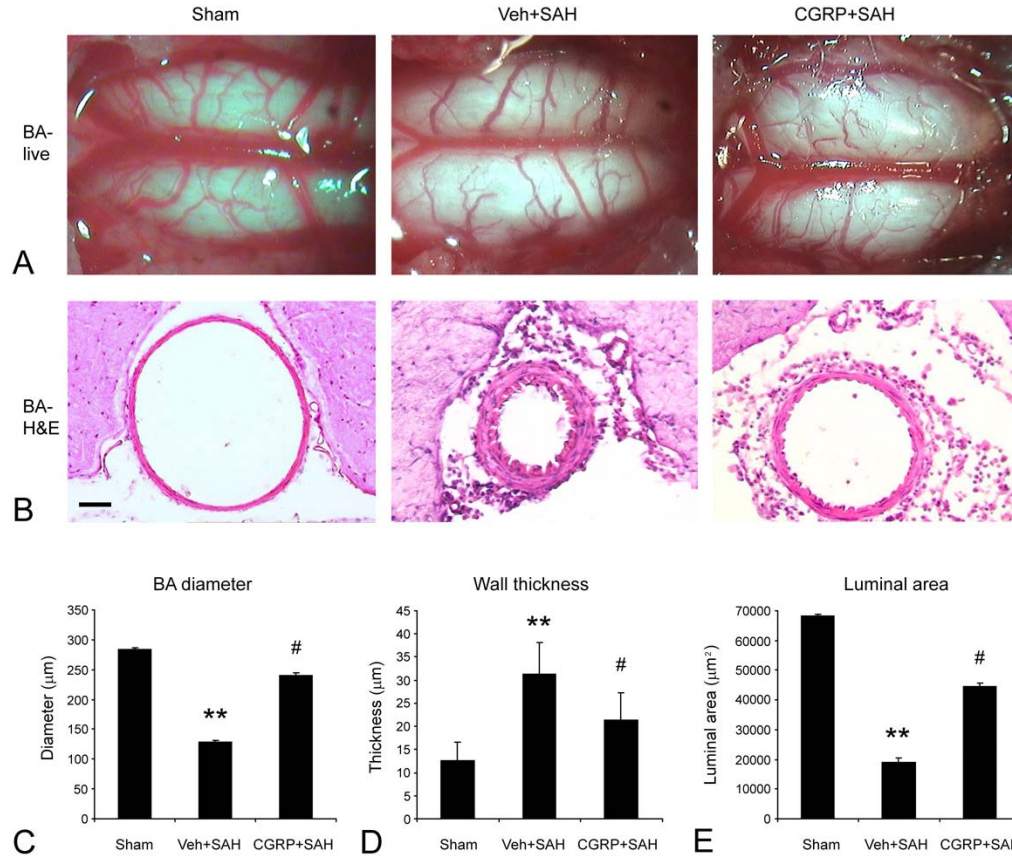 Sham Veh+SAH CGRP+SAH
BA-
live
A
BA-
H&E
B
BA diameter
Diameter (μm)
350
300
250
200
150
100
50
0
**
#
Sham Veh+SAH CGRP+SAH
C
Wall thickness
Thickness (μm)
45
40
35
30
25
20
15
10
5
0
**
#
Sham Veh+SAH CGRP+SAH
D
Luminal area
Luminal area (μm²)
70000
60000
50000
40000
30000
20000
10000
0
**
#
Sham Veh+SAH CGRP+SAH
E